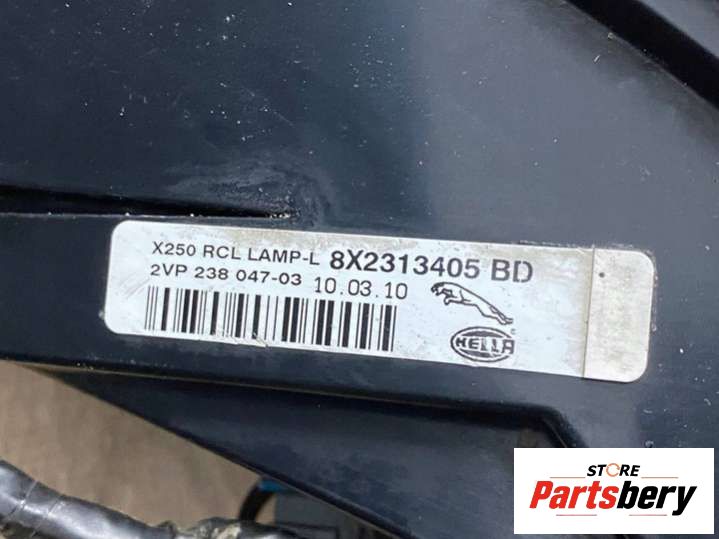 X250 RCL LAMP-L 8X2313405 BD
2VP 238 047-03 10.03.10
HELLA
STORE
Partsbery